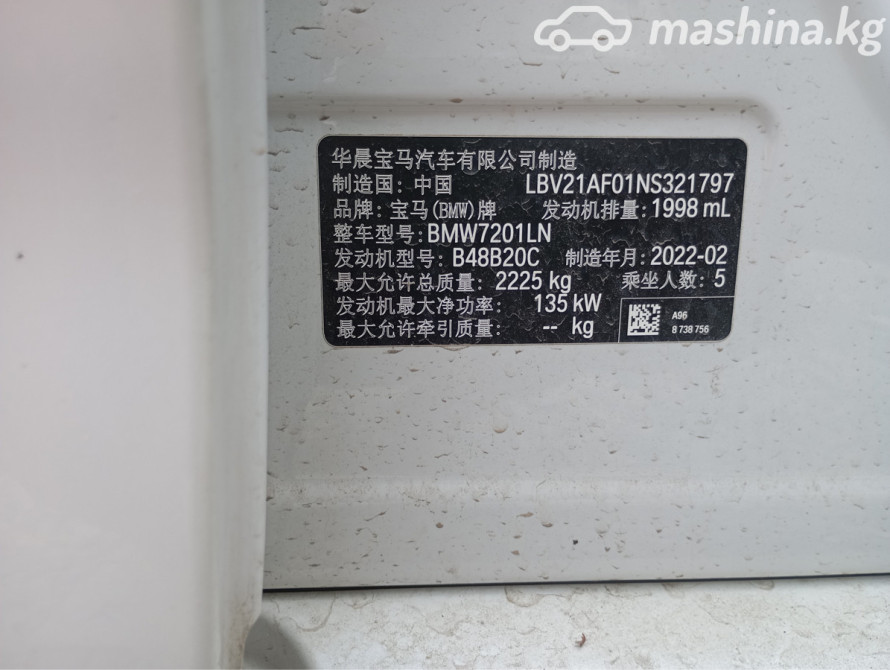 mashina.kg
华晨宝马汽车有限公司制造
制造国: 中国 LBV21AF01NS321797
品牌: 宝马(BMW)牌 发动机排量: 1998 mL
整车型号: BMW7201LN
发动机型号: B48B20C 制造年月: 2022-02
最大允许总质量: 2225 kg 乘坐人数: 5
发动机最大净功率: 135 kW
最大允许牵引质量: -- kg
A96
8 738 756